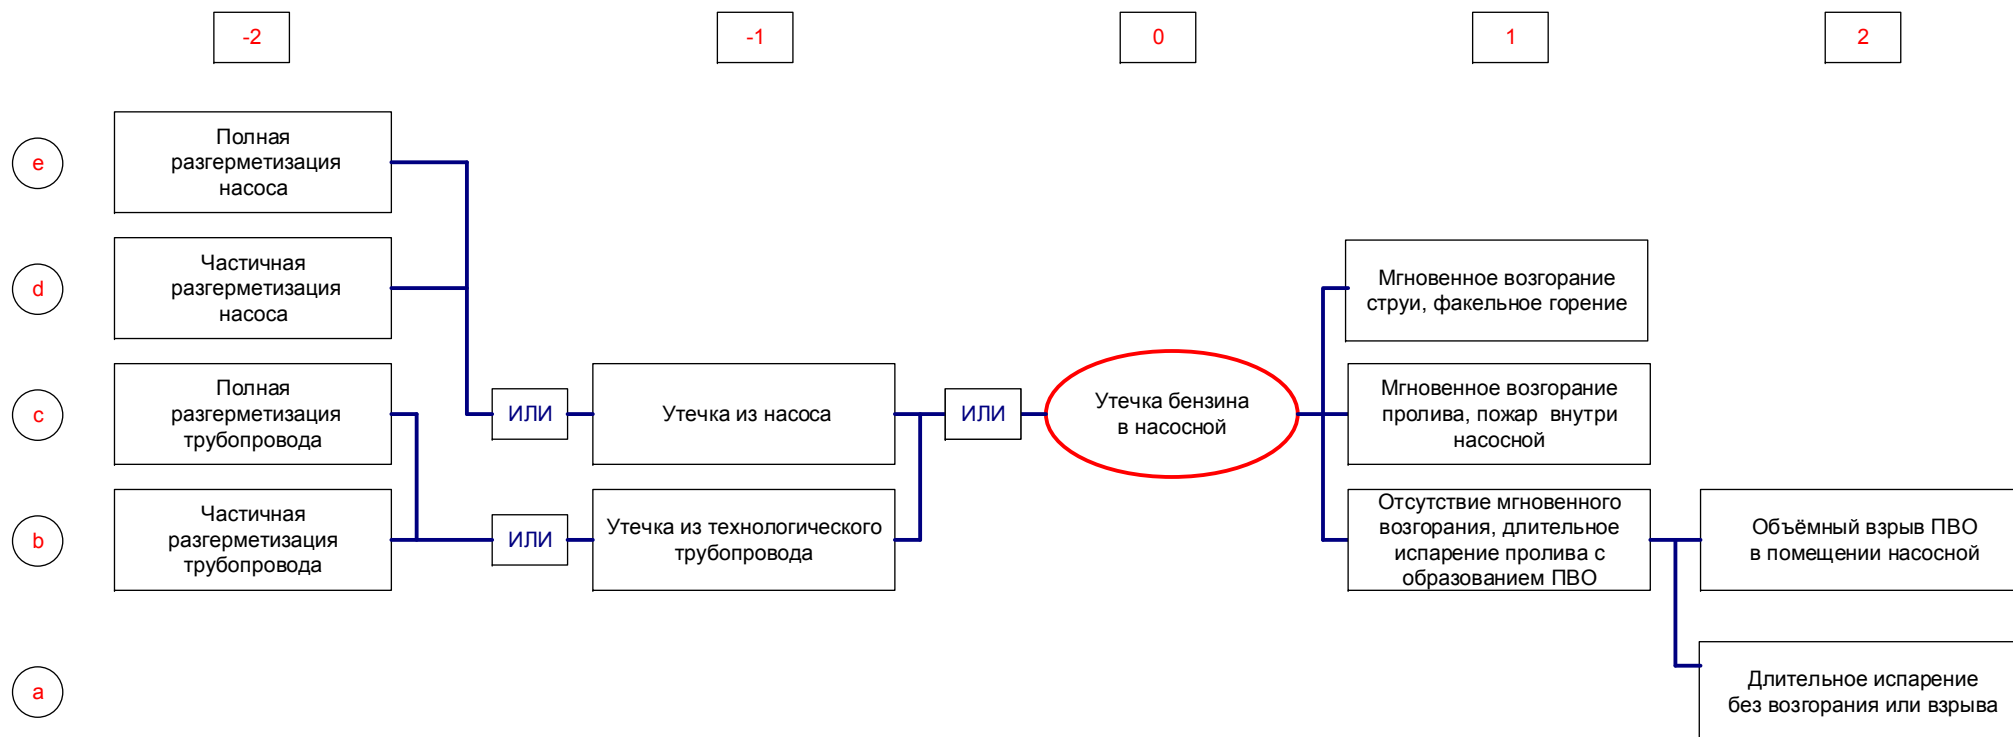 -2
-1
0
1
2
e
Полная
разгерметизация
насоса
d
Частичная
разгерметизация
насоса
Мгновенное возгорание
струи, факельное горение
c
Полная
разгерметизация
трубопровода
ИЛИ
Утечка из насоса
ИЛИ
Утечка бензина
в насосной
Мгновенное возгорание
пролива, пожар внутри
насосной
b
Частичная
разгерметизация
трубопровода
ИЛИ
Утечка из технологического
трубопровода
Отсутствие мгновенного
возгорания, длительное
испарение пролива с
образованием ПВО
Объёмный взрыв ПВО
в помещении насосной
a
Длительное испарение
без возгорания или взрыва